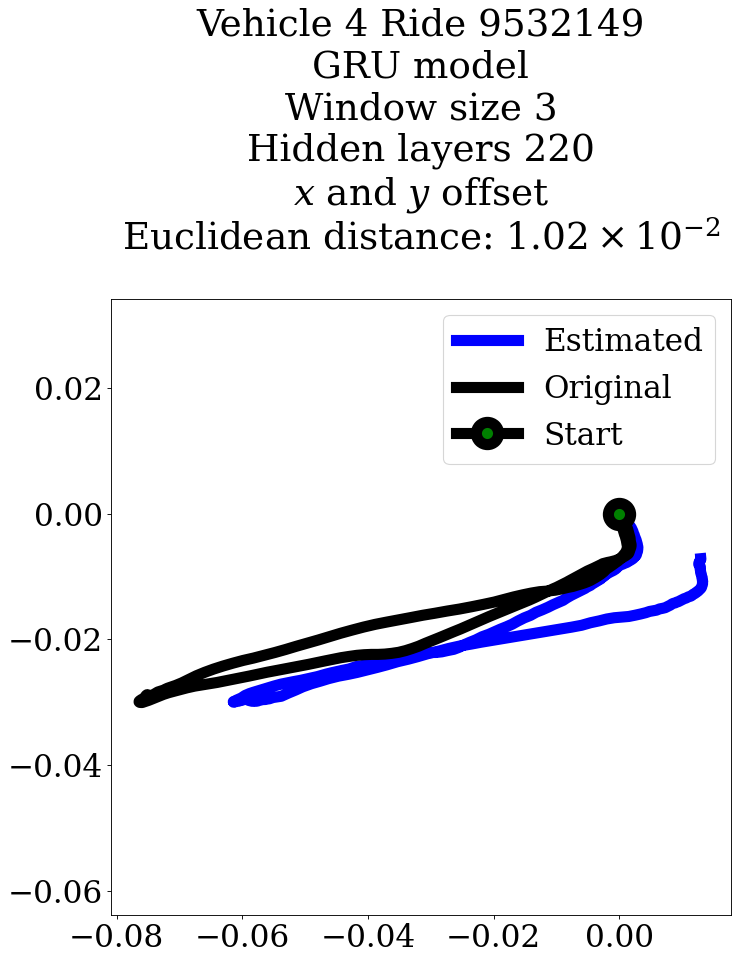 Vehicle 4 Ride 9532149
GRU model
Window size 3
Hidden layers 220
x and y offset
Euclidean distance: 1.02 × 10⁻²
Estimated
Original
Start
0.02
0.00
−0.02
−0.04
−0.06
−0.08 −0.06 −0.04 −0.02 0.00